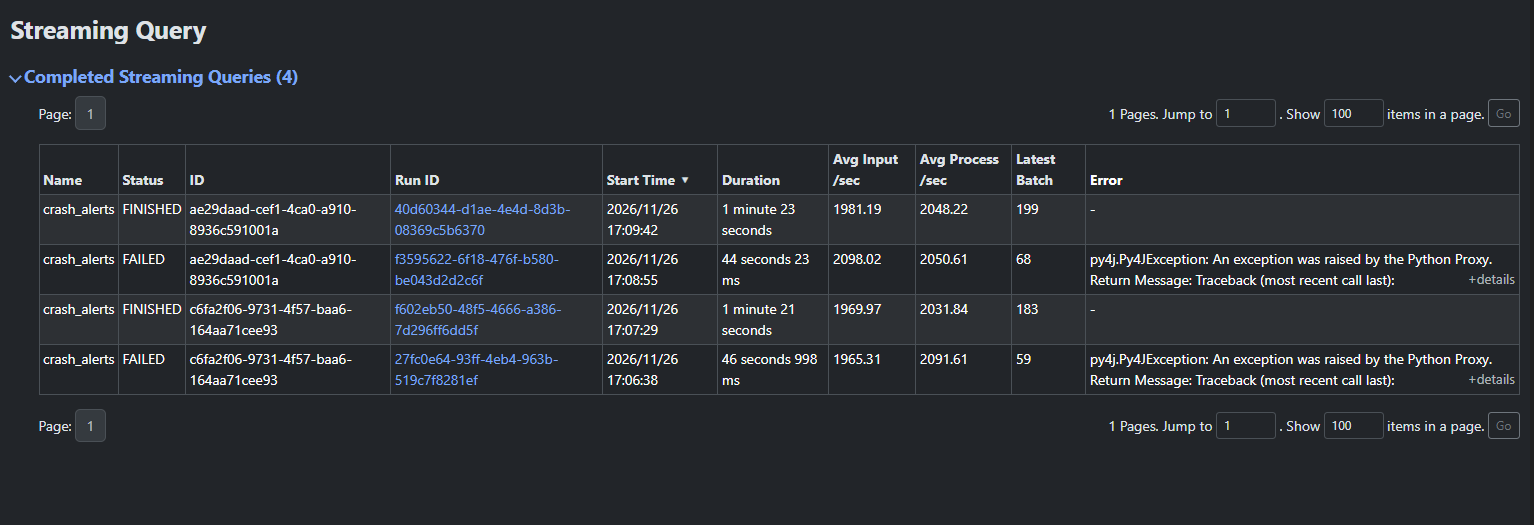 Streaming Query
Completed Streaming Queries (4)
Page: 1
1 Pages. Jump to 1 . Show 100 items in a page. Go
Name Status ID Run ID Start Time ▼ Duration Avg Input /sec Avg Process /sec Latest Batch Error
crash_alerts FINISHED ae29daad-cef1-4ca0-a910-8936c591001a 40d60344-d1ae-4e4d-8d3b-08369c5b6370 2026/11/26 17:09:42 1 minute 23 seconds 1981.19 2048.22 199 -
crash_alerts FAILED ae29daad-cef1-4ca0-a910-8936c591001a f3595622-6f18-476f-b580-be043d2d2c6f 2026/11/26 17:08:55 44 seconds 23 ms 2098.02 2050.61 68 py4j.Py4JException: An exception was raised by the Python Proxy. Return Message: Traceback (most recent call last): +details
crash_alerts FINISHED c6fa2f06-9731-4f57-baa6-164aa71cee93 f602eb50-48f5-4666-a386-7d296ff6dd5f 2026/11/26 17:07:29 1 minute 21 seconds 1969.97 2031.84 183 -
crash_alerts FAILED c6fa2f06-9731-4f57-baa6-164aa71cee93 27fc0e64-93ff-4eb4-963b-519c7f8281ef 2026/11/26 17:06:38 46 seconds 998 ms 1965.31 2091.61 59 py4j.Py4JException: An exception was raised by the Python Proxy. Return Message: Traceback (most recent call last): +details
Page: 1
1 Pages. Jump to 1 . Show 100 items in a page. Go